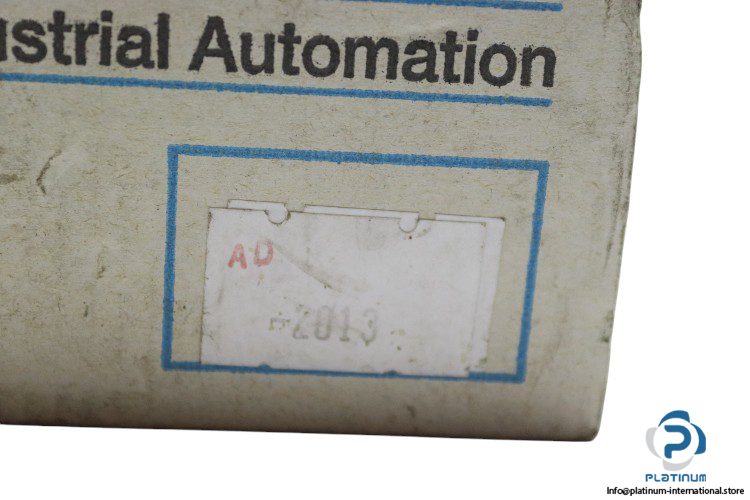 ustrial Automation
AD
-2013
PLATINUM
Info@platinum-international.store